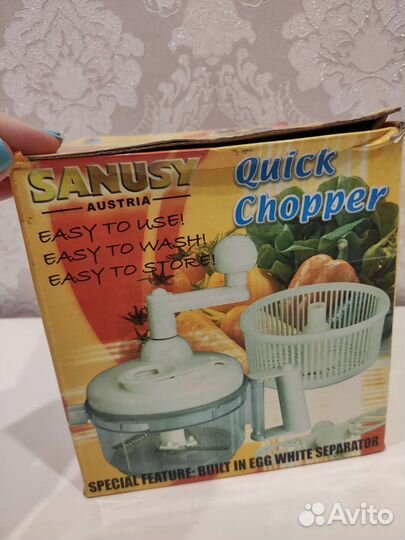 SANUSY
AUSTRIA
Quick
Chopper
EASY TO USE!
EASY TO WASH!
EASY TO STORE!
SPECIAL FEATURE: BUILT IN EGG WHITE SEPARATOR
Avito